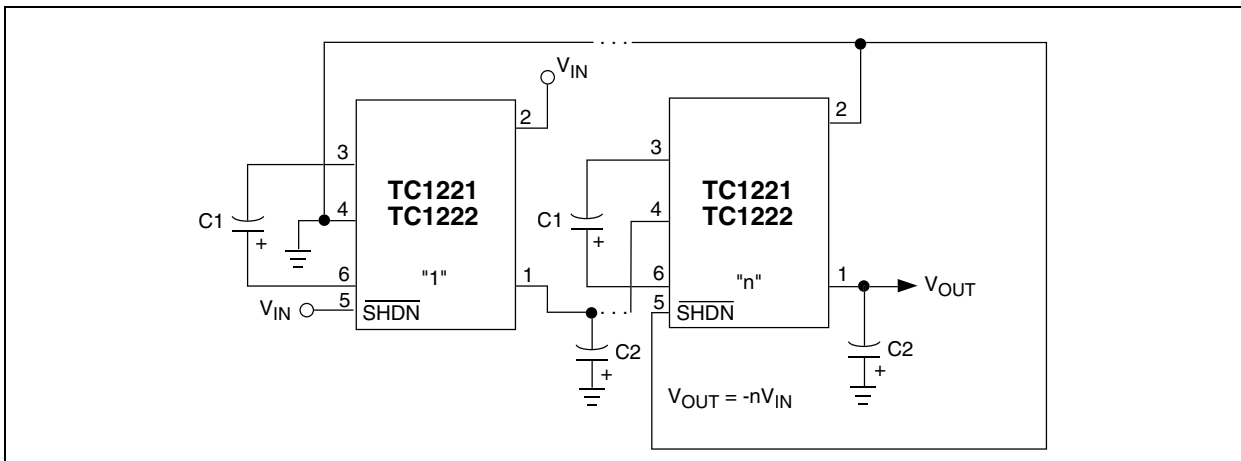 . . .
V_IN
2
2
3
3
TC1221
TC1222
TC1221
TC1222
4
4
C1
+
C1
+
6
"1"
1
6
"n"
1
V_OUT
V_IN
5
SHDN
. . .
5
SHDN
C2
+
C2
+
V_OUT = -nV_IN